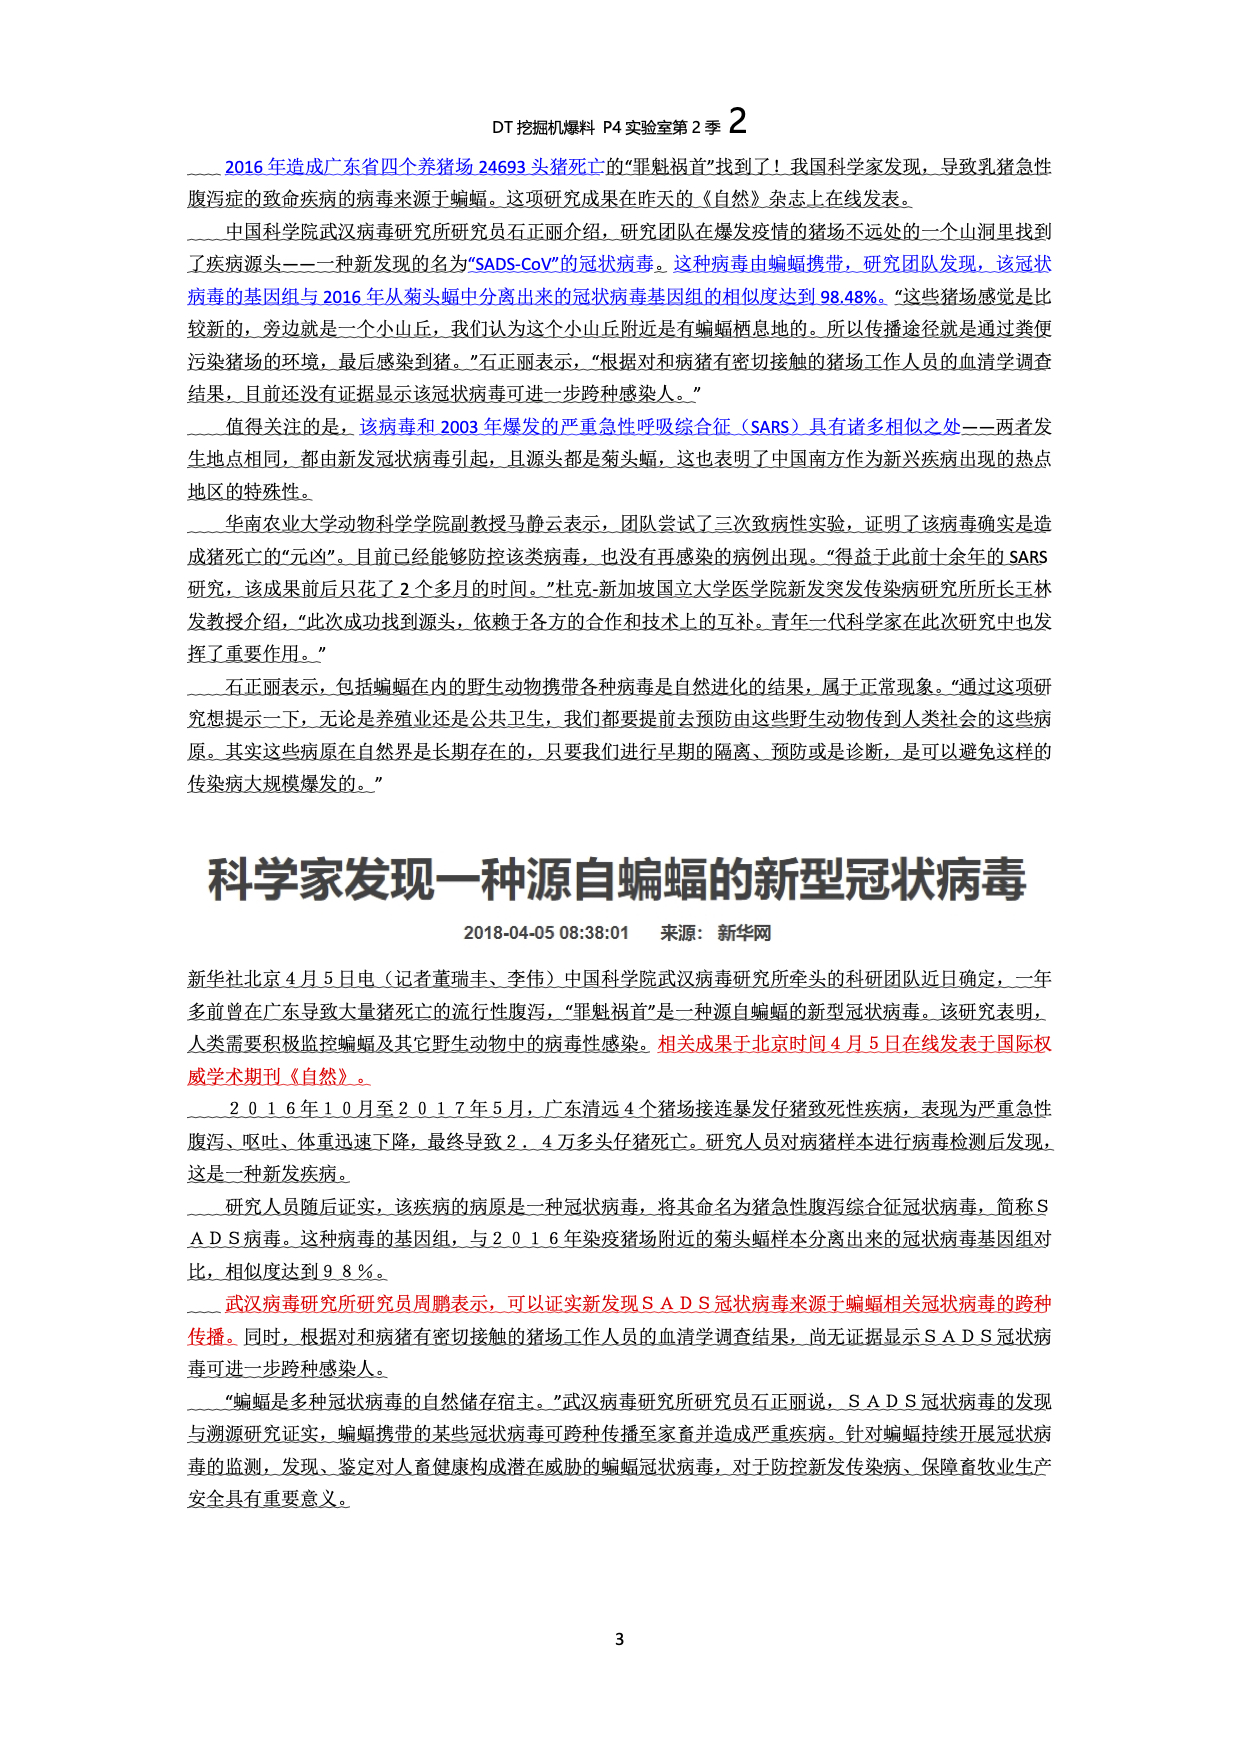 DT 挖掘机爆料 P4 实验室第 2 季 2
2016 年造成广东省四个养猪场 24693 头猪死亡的“罪魁祸首”找到了！我国科学家发现，导致乳猪急性
腹泻症的致命疾病的病毒来源于蝙蝠。这项研究成果在昨天的《自然》杂志上在线发表。
中国科学院武汉病毒研究所研究员石正丽介绍，研究团队在爆发疫情的猪场不远处的一个山洞里找到
了疾病源头——一种新发现的名为“SADS-CoV”的冠状病毒。这种病毒由蝙蝠携带，研究团队发现，该冠状
病毒的基因组与 2016 年从菊头蝠中分离出来的冠状病毒基因组的相似度达到 98.48%。“这些猪场感觉是比
较新的，旁边就是一个小山丘，我们认为这个小山丘附近是有蝙蝠栖息地的。所以传播途径就是通过粪便
污染猪场的环境，最后感染到猪。”石正丽表示，“根据对和病猪有密切接触的猪场工作人员的血清学调查
结果，目前还没有证据显示该冠状病毒可进一步跨种感染人。”
值得关注的是，该病毒和 2003 年爆发的严重急性呼吸综合征（SARS）具有诸多相似之处——两者发
生地点相同，都由新发冠状病毒引起，且源头都是菊头蝠，这也表明了中国南方作为新兴疾病出现的热点
地区的特殊性。
华南农业大学动物科学学院副教授马静云表示，团队尝试了三次致病性实验，证明了该病毒确实是造
成猪死亡的“元凶”。目前已经能够防控该类病毒，也没有再感染的病例出现。“得益于此前十余年的 SARS
研究，该成果前后只花了 2 个多月的时间。”杜克-新加坡国立大学医学院新发突发传染病研究所所长王林
发教授介绍，“此次成功找到源头，依赖于各方的合作和技术上的互补。青年一代科学家在此次研究中也发
挥了重要作用。”
石正丽表示，包括蝙蝠在内的野生动物携带各种病毒是自然进化的结果，属于正常现象。“通过这项研
究想提示一下，无论是养殖业还是公共卫生，我们都要提前去预防由这些野生动物传到人类社会的这些病
原。其实这些病原在自然界是长期存在的，只要我们进行早期的隔离、预防或是诊断，是可以避免这样的
传染病大规模爆发的。”
科学家发现一种源自蝙蝠的新型冠状病毒
2018-04-05 08:38:01 来源： 新华网
新华社北京４月５日电（记者董瑞丰、李伟）中国科学院武汉病毒研究所牵头的科研团队近日确定，一年
多前曾在广东导致大量猪死亡的流行性腹泻，“罪魁祸首”是一种源自蝙蝠的新型冠状病毒。该研究表明，
人类需要积极监控蝙蝠及其它野生动物中的病毒性感染。相关成果于北京时间４月５日在线发表于国际权
威学术期刊《自然》。
２０１６年１０月至２０１７年５月，广东清远４个猪场接连暴发仔猪致死性疾病，表现为严重急性
腹泻、呕吐、体重迅速下降，最终导致２．４万多头仔猪死亡。研究人员对病猪样本进行病毒检测后发现，
这是一种新发疾病。
研究人员随后证实，该疾病的病原是一种冠状病毒，将其命名为猪急性腹泻综合征冠状病毒，简称Ｓ
ＡＤＳ病毒。这种病毒的基因组，与２０１６年染疫猪场附近的菊头蝠样本分离出来的冠状病毒基因组对
比，相似度达到９８％。
武汉病毒研究所研究员周鹏表示，可以证实新发现ＳＡＤＳ冠状病毒来源于蝙蝠相关冠状病毒的跨种
传播。同时，根据对和病猪有密切接触的猪场工作人员的血清学调查结果，尚无证据显示ＳＡＤＳ冠状病
毒可进一步跨种感染人。
“蝙蝠是多种冠状病毒的自然储存宿主。”武汉病毒研究所研究员石正丽说，ＳＡＤＳ冠状病毒的发现
与溯源研究证实，蝙蝠携带的某些冠状病毒可跨种传播至家畜并造成严重疾病。针对蝙蝠持续开展冠状病
毒的监测，发现、鉴定对人畜健康构成潜在威胁的蝙蝠冠状病毒，对于防控新发传染病、保障畜牧业生产
安全具有重要意义。
3